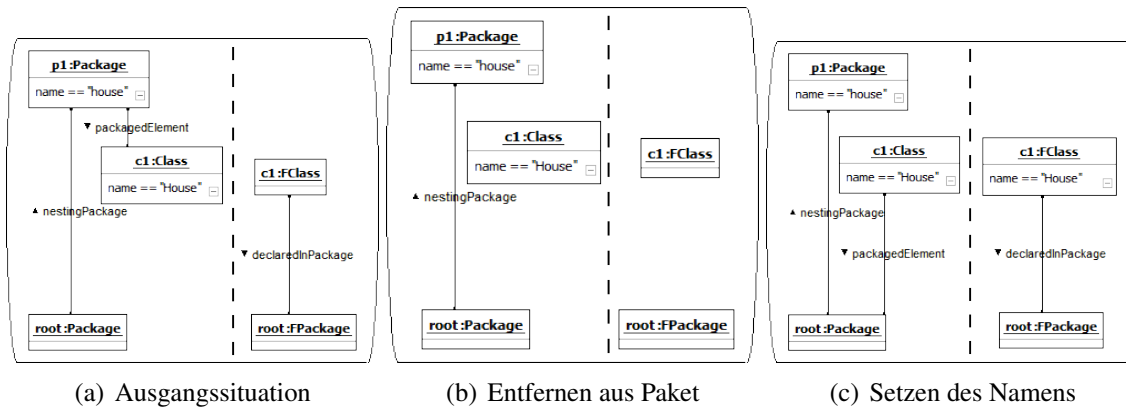 p1:Package
name == "house"
▼ packagedElement
c1:Class
name == "House"
▲ nestingPackage
root:Package
c1:FClass
▼ declaredInPackage
root:FPackage
(a) Ausgangssituation
p1:Package
name == "house"
c1:Class
name == "House"
▲ nestingPackage
root:Package
c1:FClass
root:FPackage
(b) Entfernen aus Paket
p1:Package
name == "house"
c1:Class
name == "House"
▲ nestingPackage
▼ packagedElement
root:Package
c1:FClass
name == "House"
▼ declaredInPackage
root:FPackage
(c) Setzen des Namens